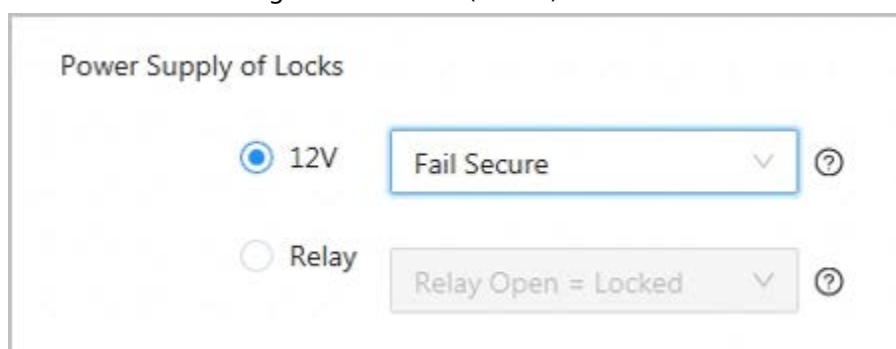 Power Supply of Locks
12V Fail Secure
Relay Relay Open = Locked